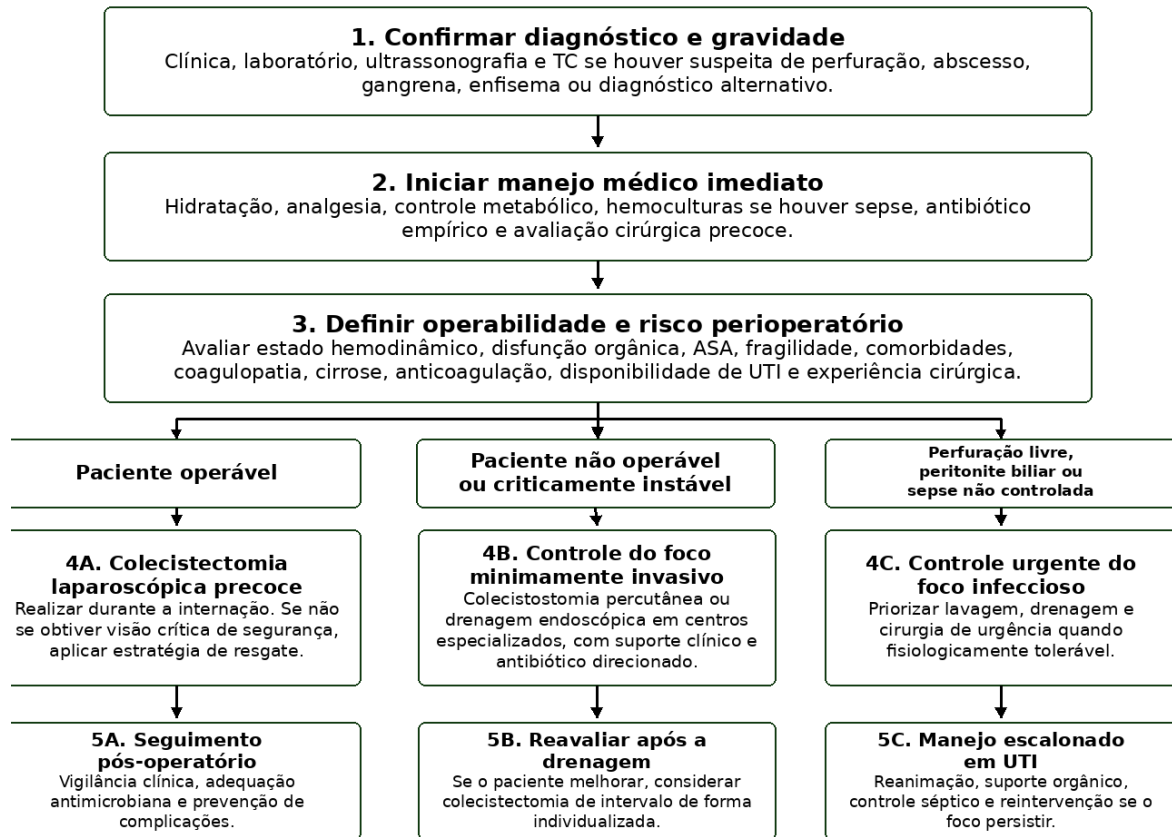 1. Confirmar diagnóstico e gravidade
Clínica, laboratório, ultrassonografia e TC se houver suspeita de perfuração, abscesso,
gangrena, enfisema ou diagnóstico alternativo.
2. Iniciar manejo médico imediato
Hidratação, analgesia, controle metabólico, hemoculturas se houver sepse, antibiótico
empírico e avaliação cirúrgica precoce.
3. Definir operabilidade e risco perioperatório
Avaliar estado hemodinâmico, disfunção orgânica, ASA, fragilidade, comorbidades,
coagulopatia, cirrose, anticoagulação, disponibilidade de UTI e experiência cirúrgica.
Paciente operável
Paciente não operável
ou criticamente instável
Perfuração livre,
peritonite biliar ou
sepse não controlada
4A. Colecistectomia
laparoscópica precoce
Realizar durante a internação. Se não
se obtiver visão crítica de segurança,
aplicar estratégia de resgate.
4B. Controle do foco
minimamente invasivo
Colecistostomia percutânea ou
drenagem endoscópica em centros
especializados, com suporte clínico e
antibiótico direcionado.
4C. Controle urgente do
foco infeccioso
Priorizar lavagem, drenagem e
cirurgia de urgência quando
fisiologicamente tolerável.
5A. Seguimento
pós-operatório
Vigilância clínica, adequação
antimicrobiana e prevenção de
complicações.
5B. Reavaliar após a
drenagem
Se o paciente melhorar, considerar
colecistectomia de intervalo de forma
individualizada.
5C. Manejo escalonado
em UTI
Reanimação, suporte orgânico,
controle séptico e reintervenção se o
foco persistir.